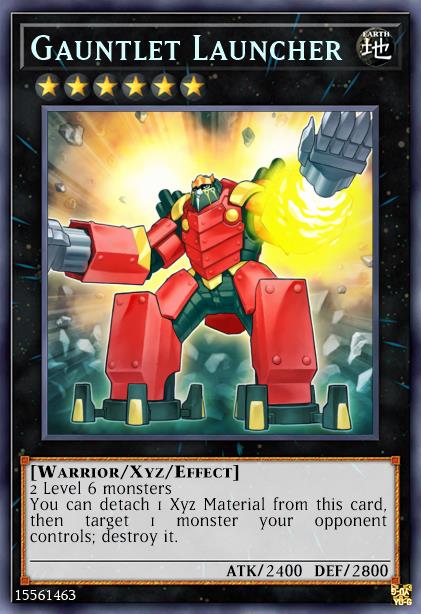 GAUNTLET LAUNCHER
EARTH
地
[WARRIOR/XYZ/EFFECT]
2 Level 6 monsters
You can detach 1 Xyz Material from this card,
then target 1 monster your opponent
controls; destroy it.
ATK/2400 DEF/2800
15561463